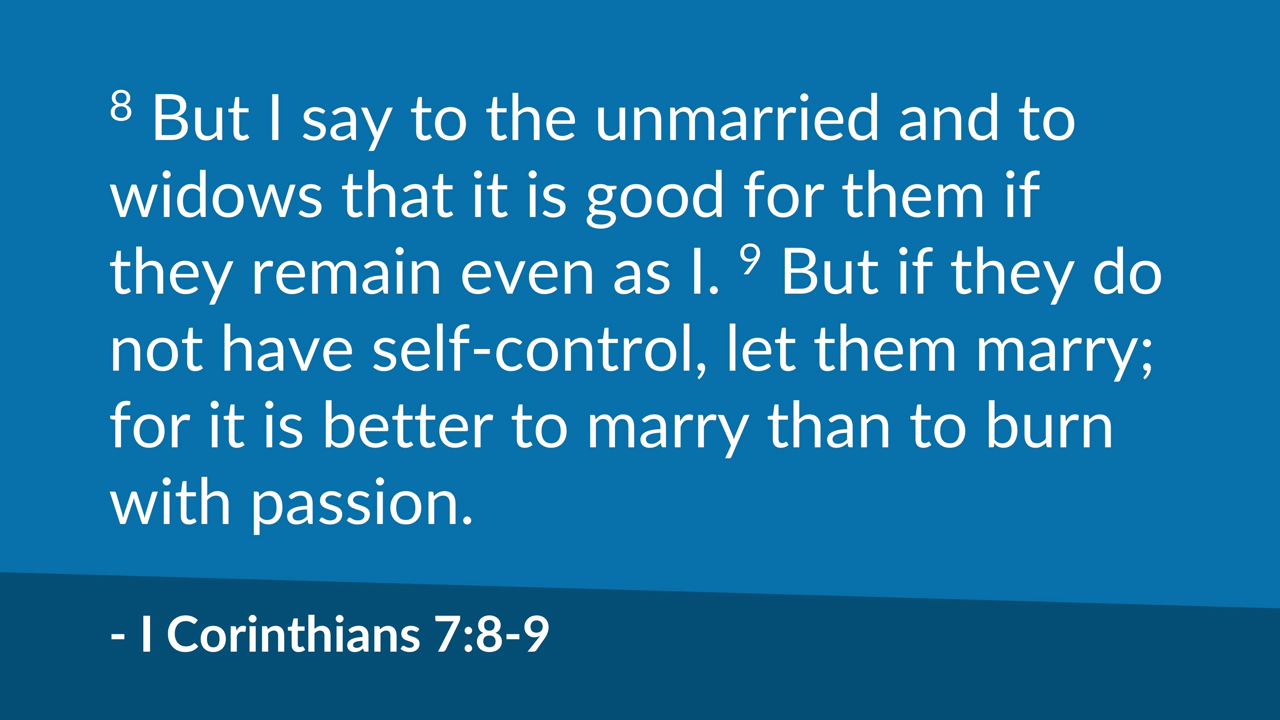 ⁸ But I say to the unmarried and to
widows that it is good for them if
they remain even as I. ⁹ But if they do
not have self-control, let them marry;
for it is better to marry than to burn
with passion.
- I Corinthians 7:8-9